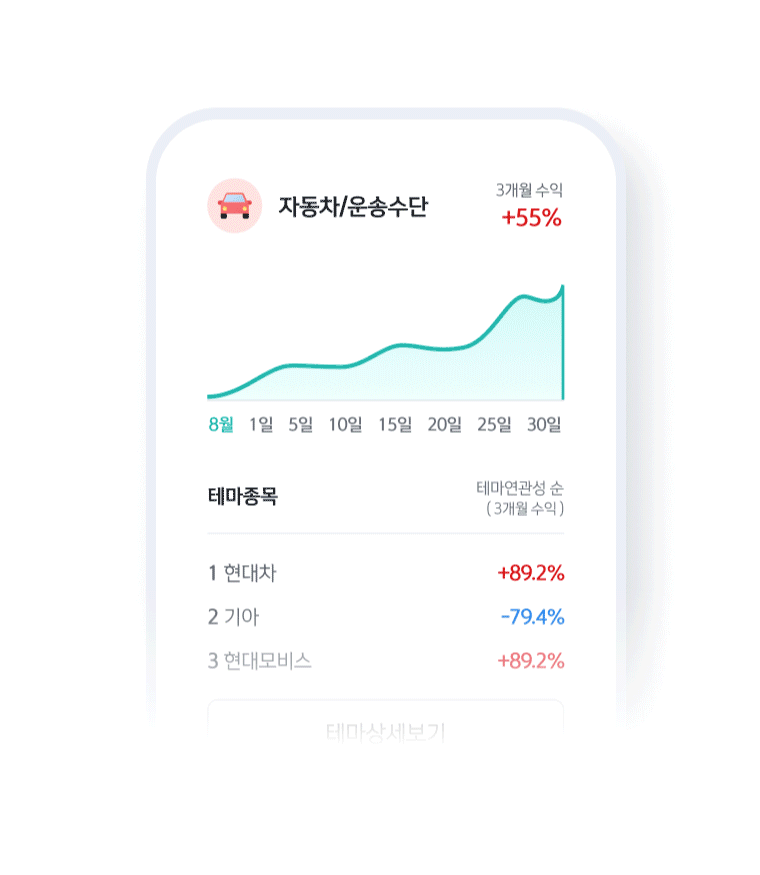 자동차/운송수단
3개월 수익
+55%
8월 1일 5일 10일 15일 20일 25일 30일
테마종목
테마연관성 순
( 3개월 수익 )
1 현대차 +89.2%
2 기아 -79.4%
3 현대모비스 +89.2%
테마상세보기